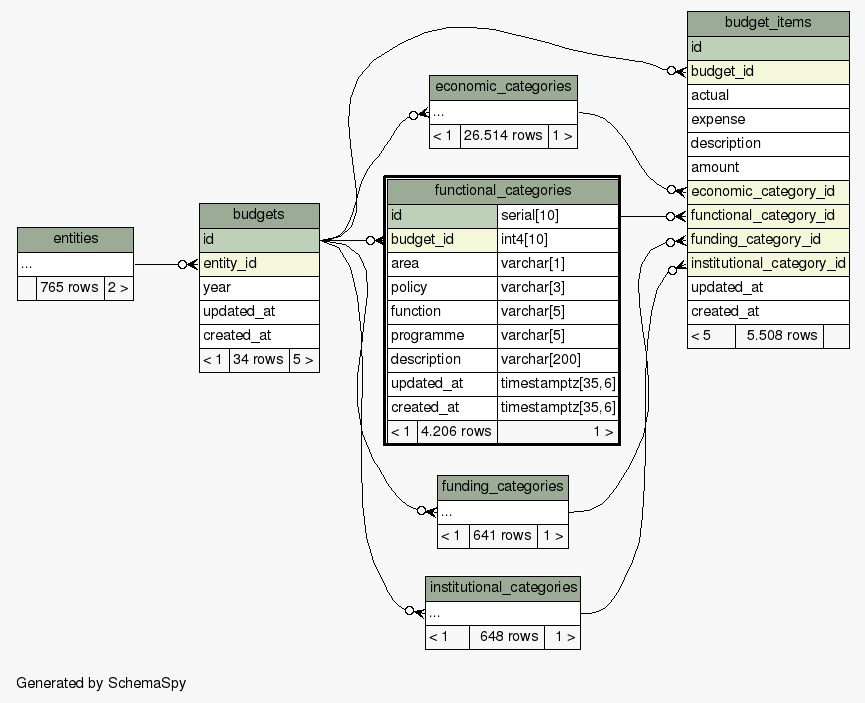 entities
...
765 rows 2 >
budgets
id
entity_id
year
updated_at
created_at
< 1 34 rows 5 >
economic_categories
...
< 1 26.514 rows 1 >
functional_categories
id serial[10]
budget_id int4[10]
area varchar[1]
policy varchar[3]
function varchar[5]
programme varchar[5]
description varchar[200]
updated_at timestamptz[35,6]
created_at timestamptz[35,6]
< 1 4.206 rows 1 >
funding_categories
...
< 1 641 rows 1 >
institutional_categories
...
< 1 648 rows 1 >
budget_items
id
budget_id
actual
expense
description
amount
economic_category_id
functional_category_id
funding_category_id
institutional_category_id
updated_at
created_at
< 5 5.508 rows
Generated by SchemaSpy